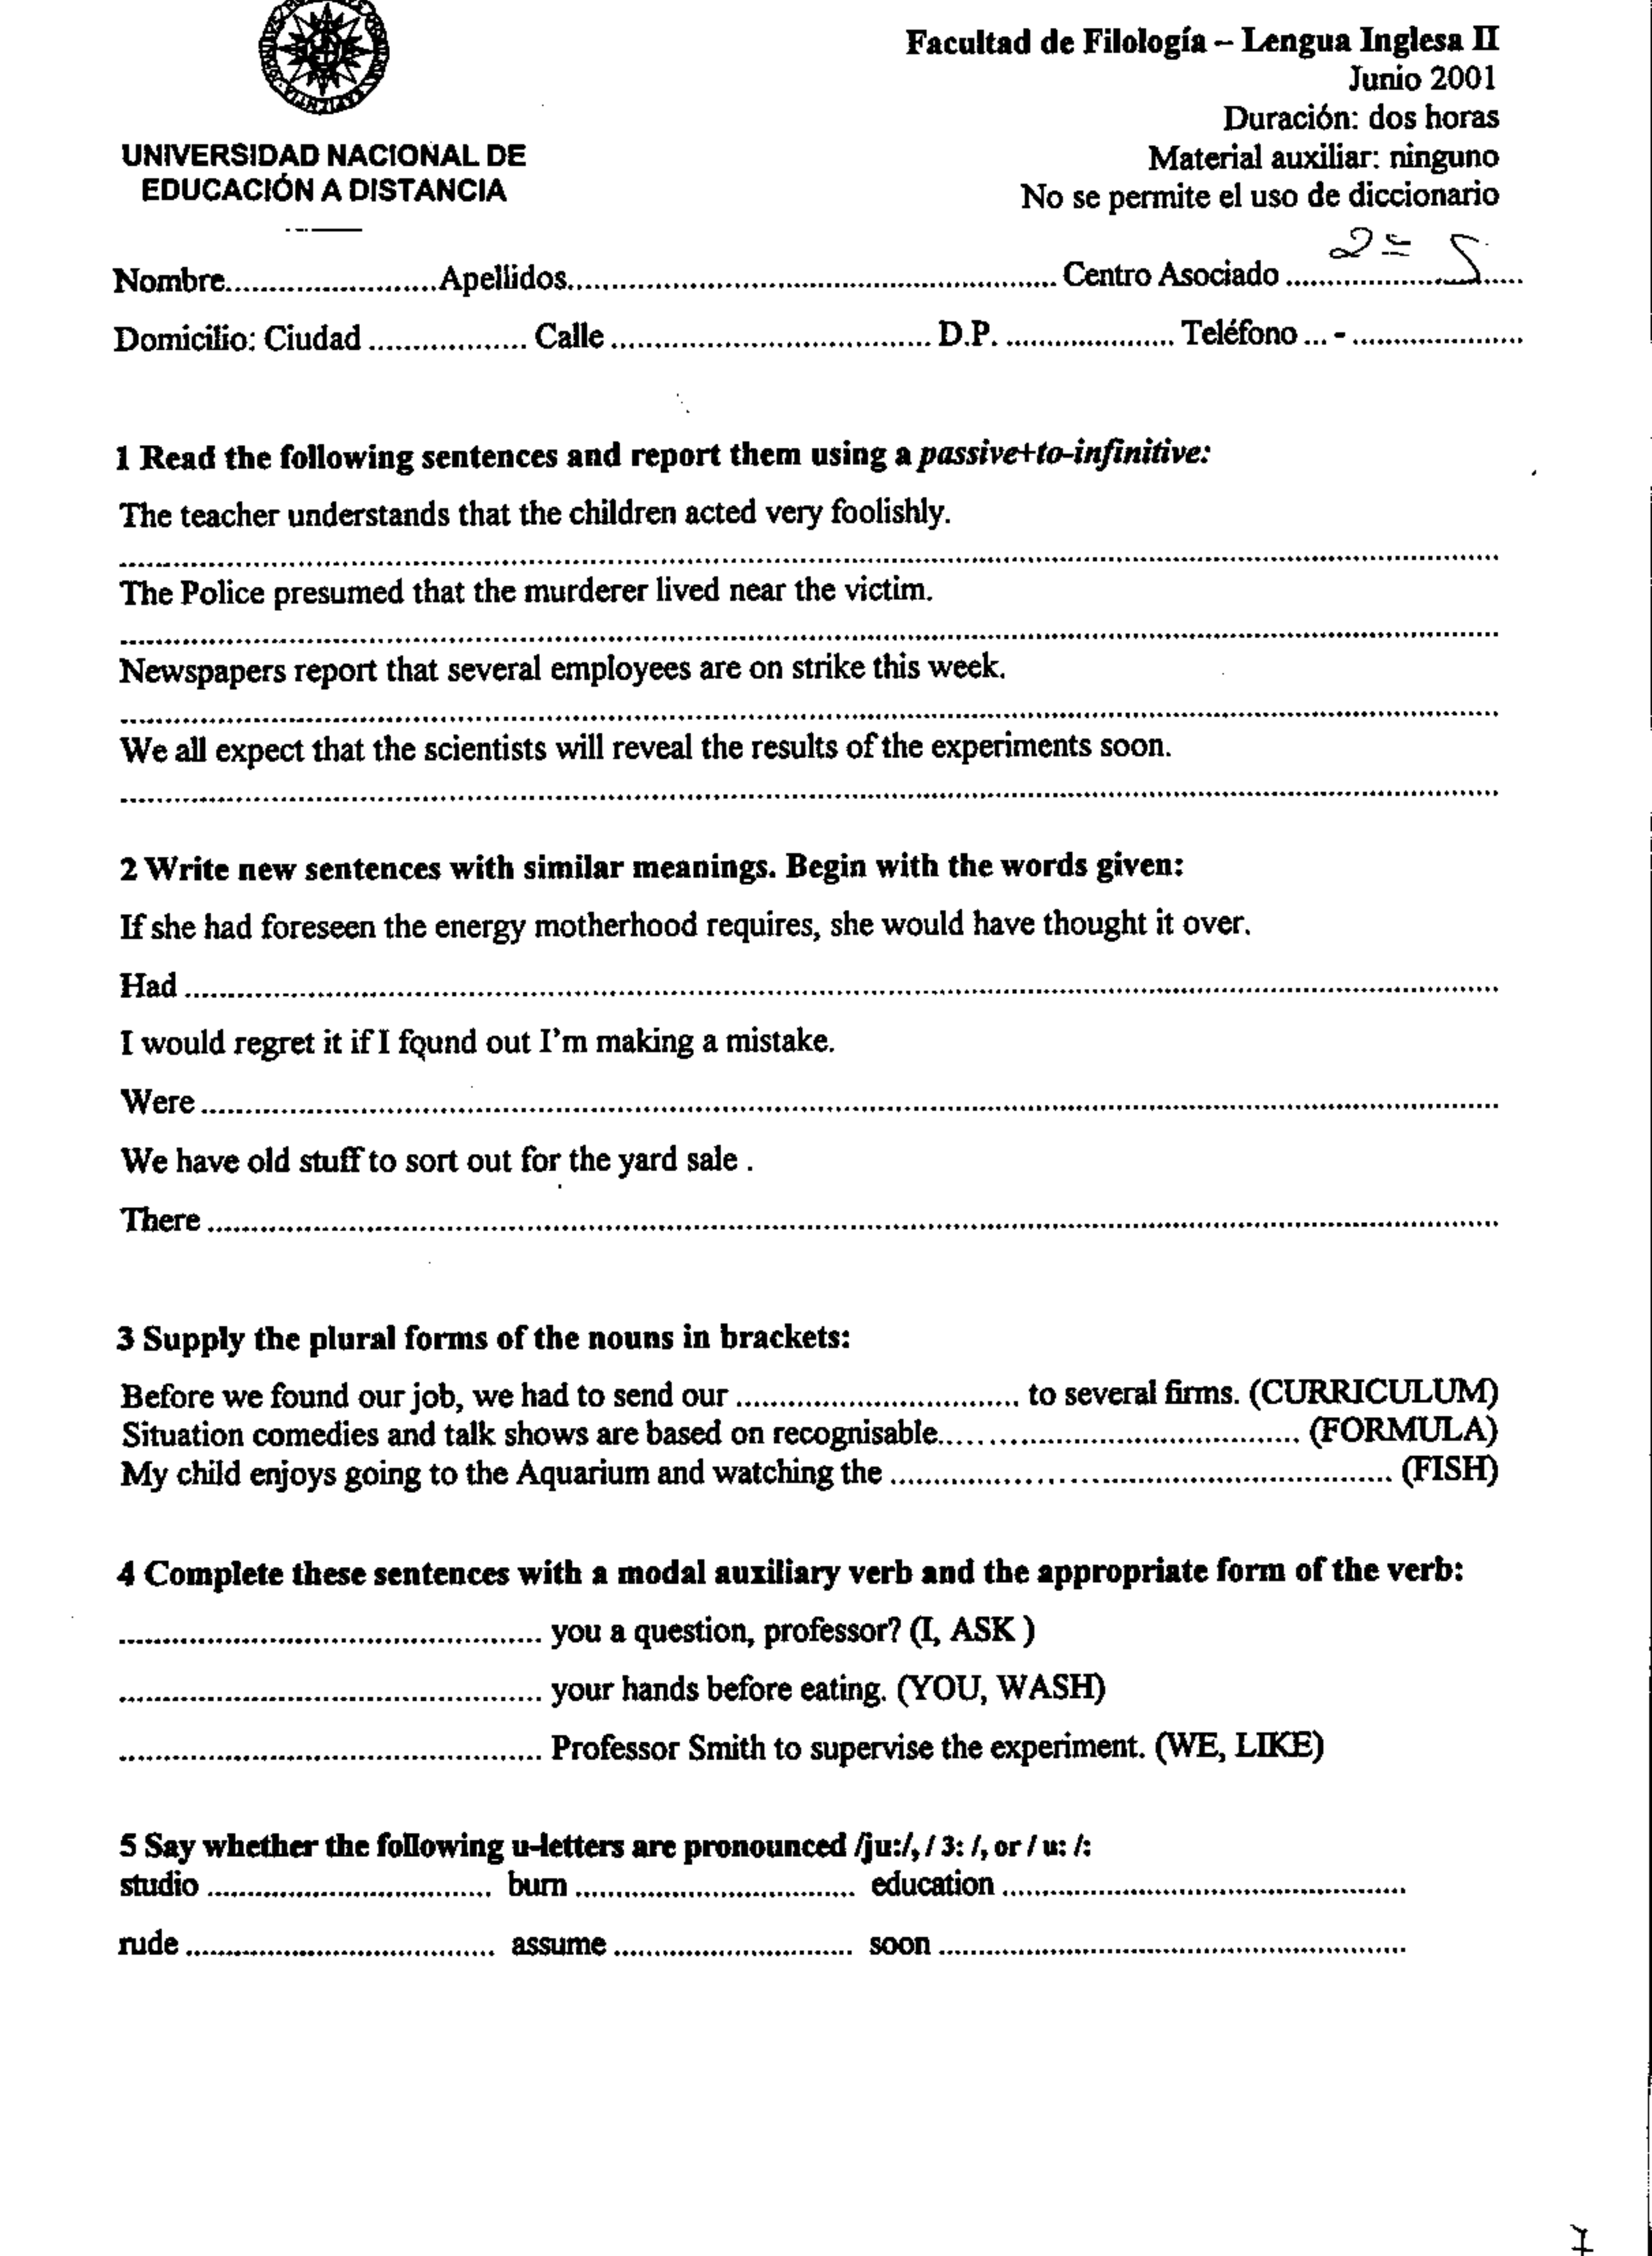 Facultad de Filología – Lengua Inglesa II
Junio 2001
Duración: dos horas
Material auxiliar: ninguno
No se permite el uso de diccionario
UNIVERSIDAD NACIONAL DE
EDUCACIÓN A DISTANCIA
2º S
Nombre........................Apellidos........................................................ Centro Asociado ...........................
Domicilio: Ciudad .................. Calle ..................................... D.P. ................... Teléfono ... - ....................
1 Read the following sentences and report them using a passive+to-infinitive:
The teacher understands that the children acted very foolishly.
The Police presumed that the murderer lived near the victim.
Newspapers report that several employees are on strike this week.
We all expect that the scientists will reveal the results of the experiments soon.
2 Write new sentences with similar meanings. Begin with the words given:
If she had foreseen the energy motherhood requires, she would have thought it over.
Had ..........................................................................................
I would regret it if I found out I'm making a mistake.
Were ..........................................................................................
We have old stuff to sort out for the yard sale .
There ..........................................................................................
3 Supply the plural forms of the nouns in brackets:
Before we found our job, we had to send our ................................ to several firms. (CURRICULUM)
Situation comedies and talk shows are based on recognisable......................................... (FORMULA)
My child enjoys going to the Aquarium and watching the ......................................................... (FISH)
4 Complete these sentences with a modal auxiliary verb and the appropriate form of the verb:
................................................ you a question, professor? (I, ASK )
................................................ your hands before eating. (YOU, WASH)
................................................ Professor Smith to supervise the experiment. (WE, LIKE)
5 Say whether the following u-letters are pronounced /ju:/, / 3: /, or / u: /:
studio ................................ burn ................................ education ..............................................
rude ................................... assume ........................... soon .....................................................